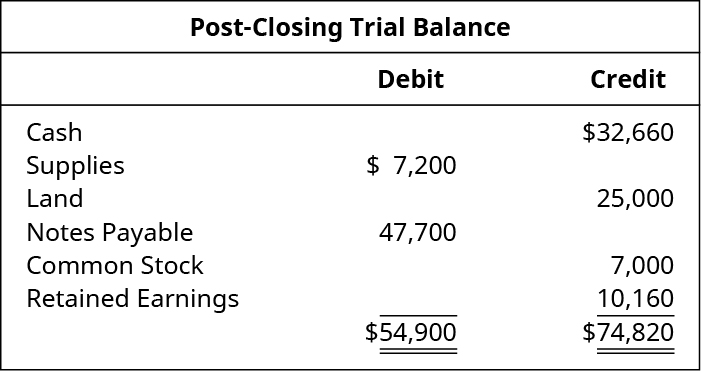 Post-Closing Trial Balance
Debit Credit
Cash $32,660
Supplies $ 7,200
Land 25,000
Notes Payable 47,700
Common Stock 7,000
Retained Earnings 10,160
$54,900 $74,820